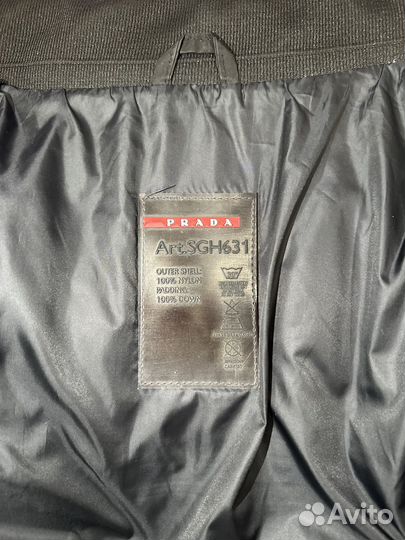 PRADA
Art.SGH631
OUTER SHELL:
100% NYLON
PADDING:
100% DOWN
Avito